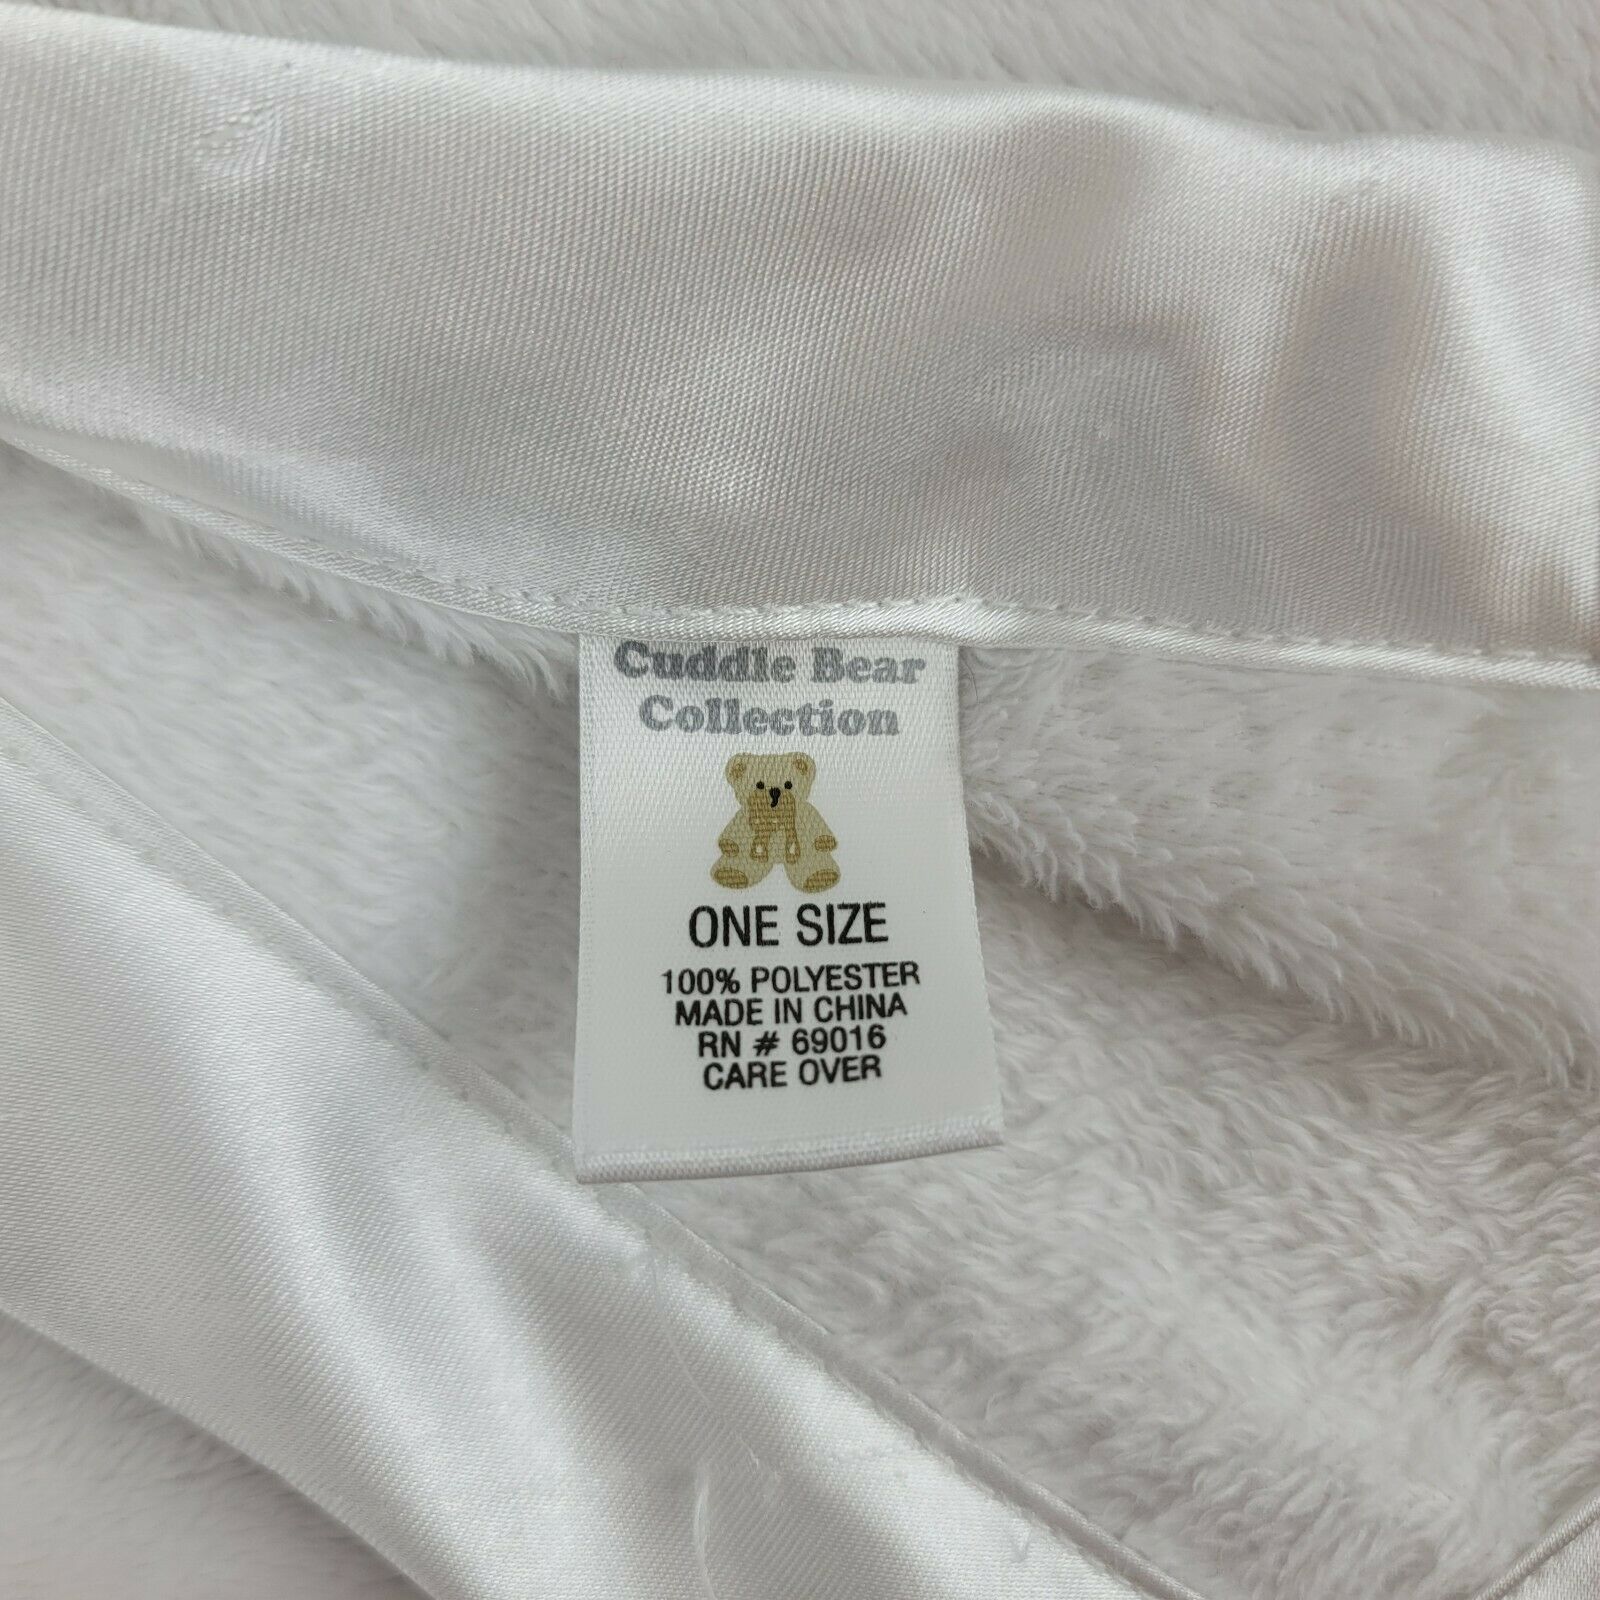 Cuddle Bear
Collection
ONE SIZE
100% POLYESTER
MADE IN CHINA
RN # 69016
CARE OVER